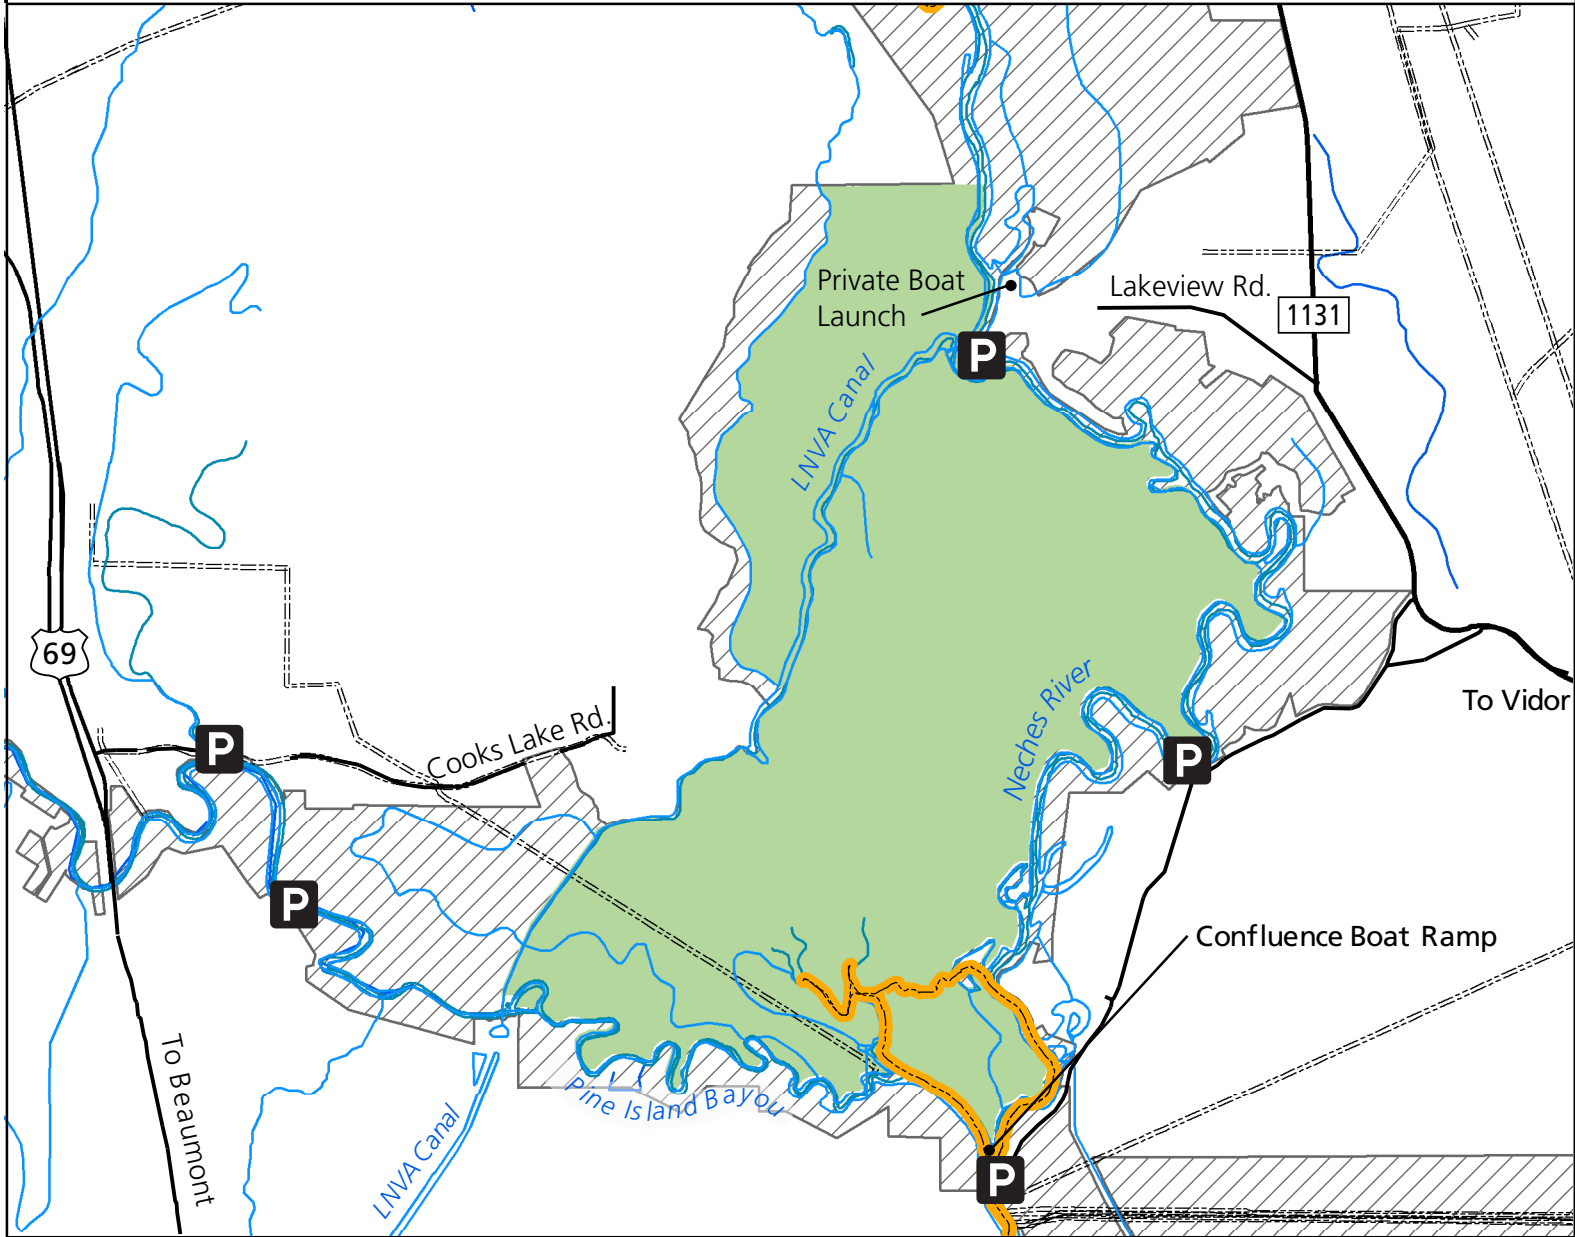 Private Boat
Launch
Lakeview Rd.
1131
P
LNVA Canal
69
Neches River
To Vidor
P
Cooks Lake Rd.
P
P
Confluence Boat Ramp
To Beaumont
Pine Island Bayou
LNVA Canal
P